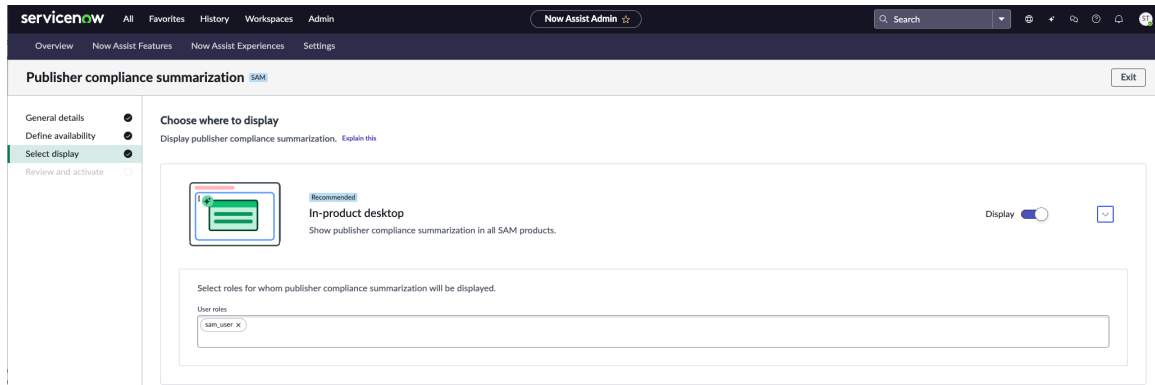 servicenow All Favorites History Workspaces Admin Now Assist Admin Search ST
Overview Now Assist Features Now Assist Experiences Settings
Publisher compliance summarization SAM Exit
General details
Define availability
Select display
Review and activate
Choose where to display
Display publisher compliance summarization. Explain this
Recommended
In-product desktop
Show publisher compliance summarization in all SAM products.
Display
Select roles for whom publisher compliance summarization will be displayed.
User roles
sam_user ×